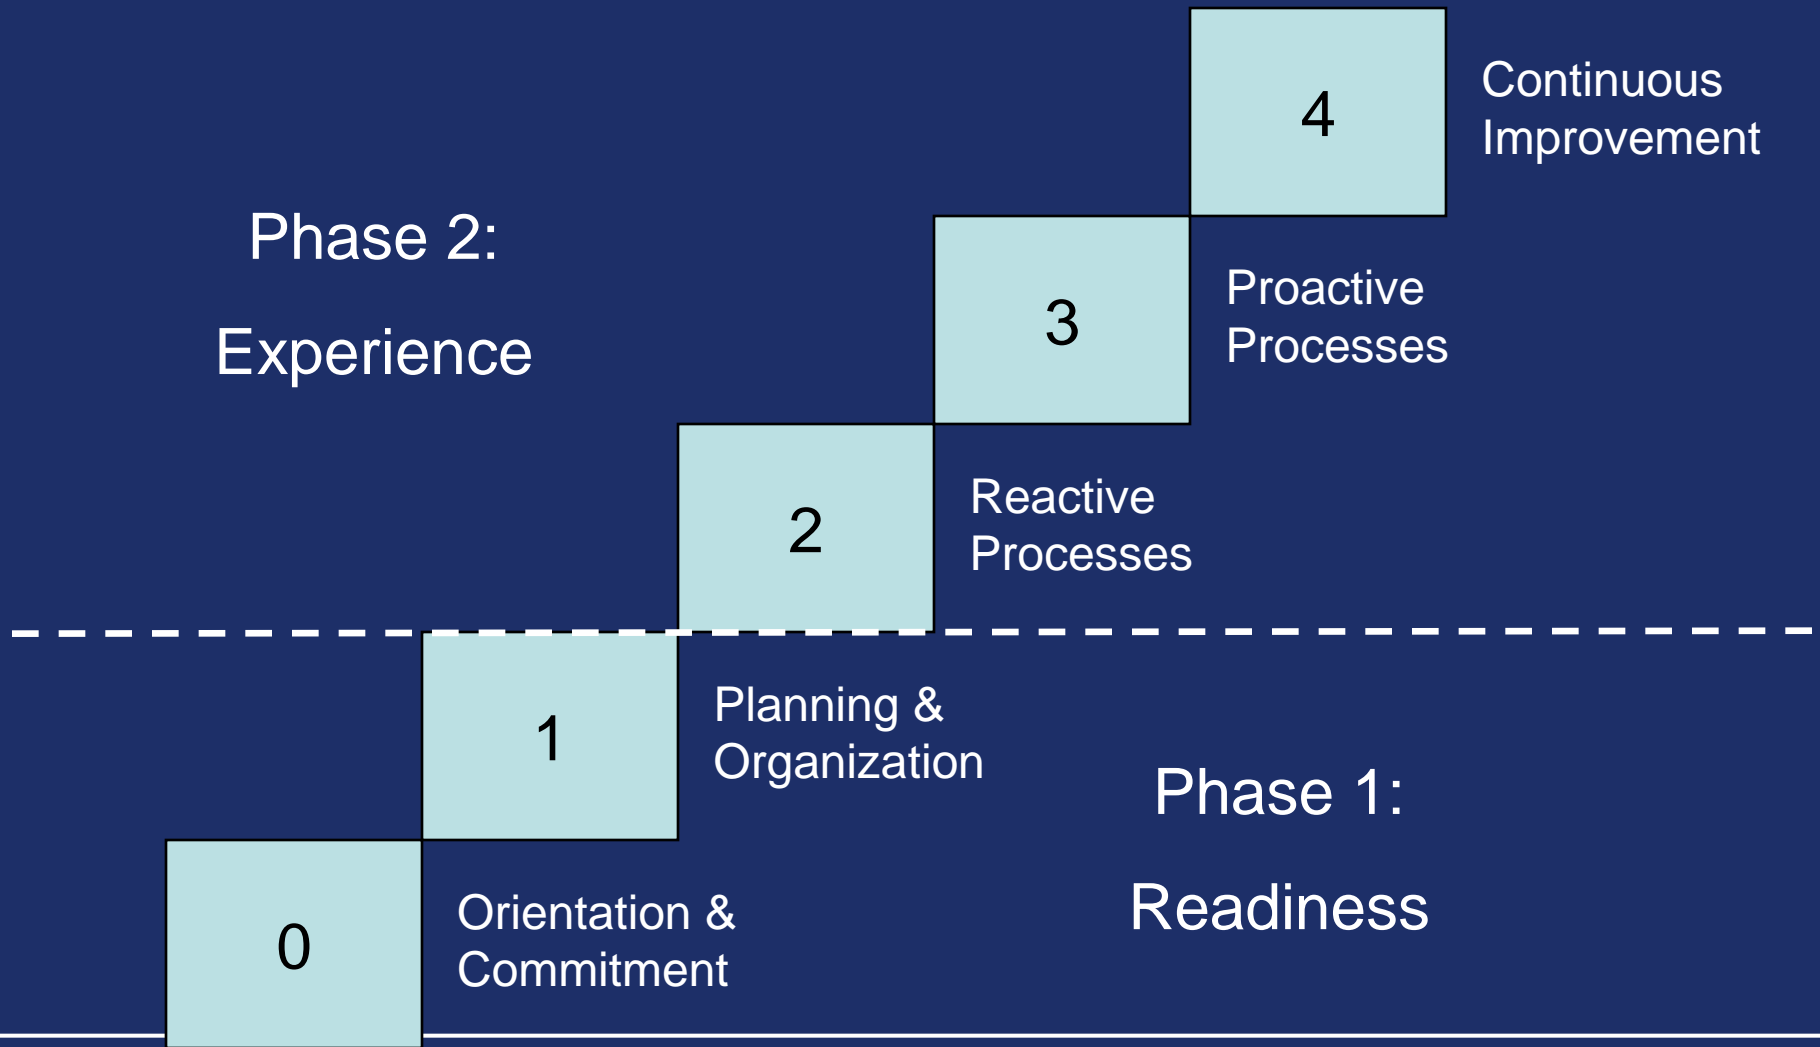 4
Continuous
Improvement
Phase 2:
Experience
3
Proactive
Processes
2
Reactive
Processes
1
Planning &
Organization
Phase 1:
Readiness
0
Orientation &
Commitment